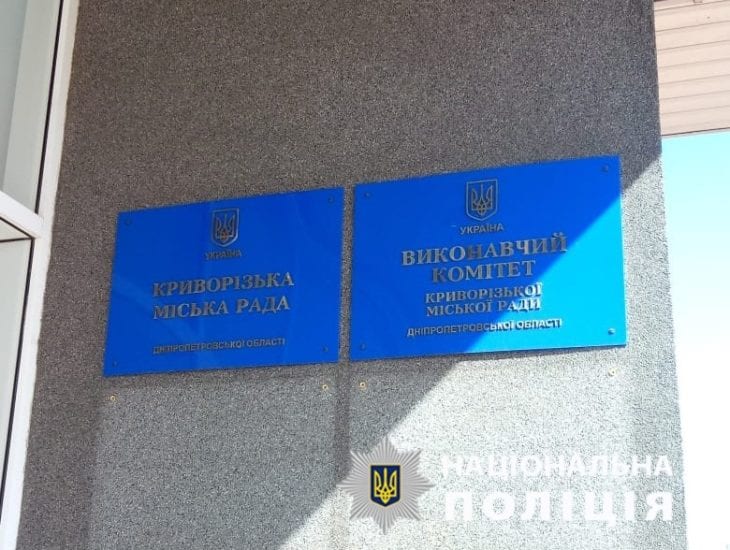 УКРАЇНА
КРИВОРІЗЬКА
МІСЬКА РАДА
ДНІПРОПЕТРОВСЬКОЇ ОБЛАСТІ
УКРАЇНА
ВИКОНАВЧИЙ
КОМІТЕТ
КРИВОРІЗЬКОЇ
МІСЬКОЇ РАДИ
ДНІПРОПЕТРОВСЬКОЇ ОБЛАСТІ
НАЦІОНАЛЬНА
ПОЛІЦІЯ